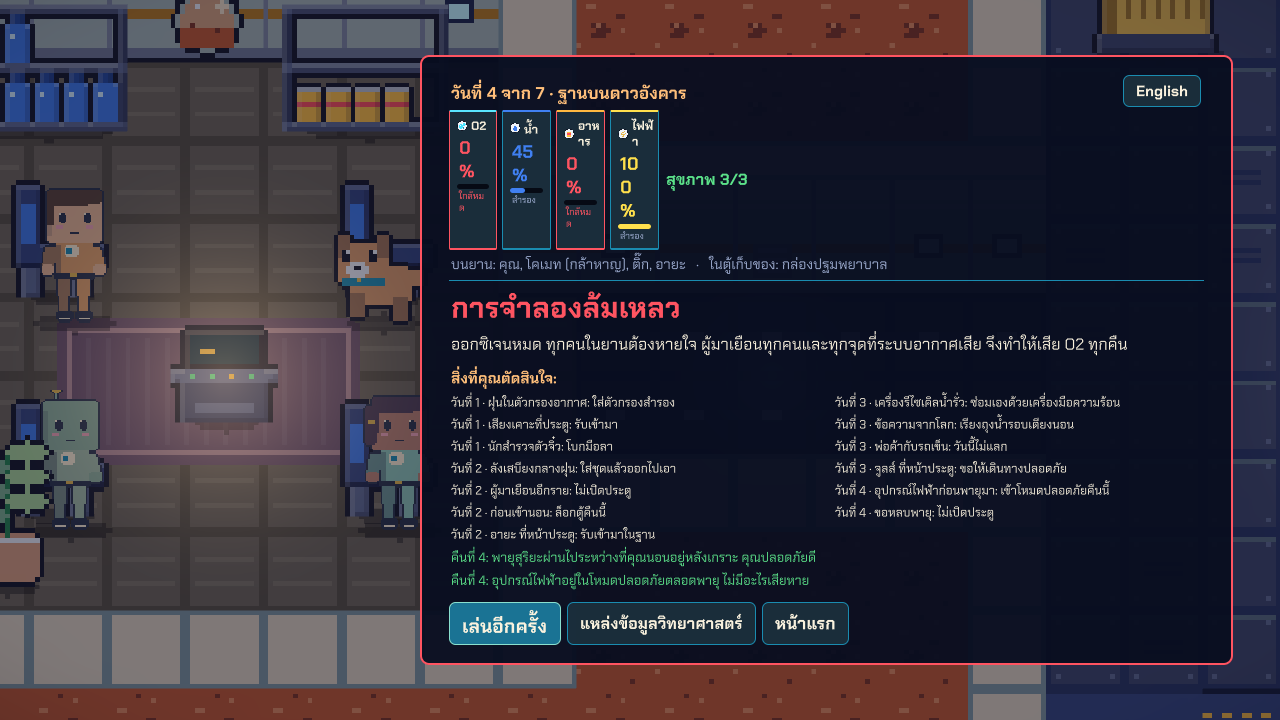 วันที่ 4 จาก 7 · ฐานบนดาวอังคาร
English
O2
0
%
ใกล้หม
ด
น้ำ
45
%
สำรอง
อาห
าร
0
%
ใกล้หม
ด
ไฟฟ้
า
10
0
%
สำรอง
สุขภาพ 3/3
บนยาน: คุณ, โคเมท (กล้าหาญ), ติ๊ก, อายะ · ในตู้เก็บของ: กล่องปฐมพยาบาล
การจำลองล้มเหลว
ออกซิเจนหมด ทุกคนในยานต้องหายใจ ผู้มาเยือนทุกคนและทุกจุดที่ระบบอากาศเสีย จึงทำให้เสีย O2 ทุกคืน
สิ่งที่คุณตัดสินใจ:
วันที่ 1 · ฝุ่นในตัวกรองอากาศ: ใส่ตัวกรองสำรอง
วันที่ 1 · เสียงเคาะที่ประตู: รับเข้ามา
วันที่ 1 · นักสำรวจตัวจิ๋ว: โบกมือลา
วันที่ 2 · ลังเสบียงกลางฝุ่น: ใส่ชุดแล้วออกไปเอา
วันที่ 2 · ผู้มาเยือนอีกราย: ไม่เปิดประตู
วันที่ 2 · ก่อนเข้านอน: ล็อกตู้คืนนี้
วันที่ 2 · อายะ ที่หน้าประตู: รับเข้ามาในฐาน
วันที่ 3 · เครื่องรีไซเคิลน้ำรั่ว: ซ่อมเองด้วยเครื่องมือความร้อน
วันที่ 3 · ข้อความจากโลก: เรียงถุงน้ำรอบเตียงนอน
วันที่ 3 · พ่อค้ากับรถเข็น: วันนี้ไม่แลก
วันที่ 3 · จูลส์ ที่หน้าประตู: ขอให้เดินทางปลอดภัย
วันที่ 4 · อุปกรณ์ไฟฟ้าก่อนพายุมา: เข้าโหมดปลอดภัยคืนนี้
วันที่ 4 · ขอหลบพายุ: ไม่เปิดประตู
คืนที่ 4: พายุสุริยะผ่านไประหว่างที่คุณนอนอยู่หลังเกราะ คุณปลอดภัยดี
คืนที่ 4: อุปกรณ์ไฟฟ้าอยู่ในโหมดปลอดภัยตลอดพายุ ไม่มีอะไรเสียหาย
เล่นอีกครั้ง
แหล่งข้อมูลวิทยาศาสตร์
หน้าแรก